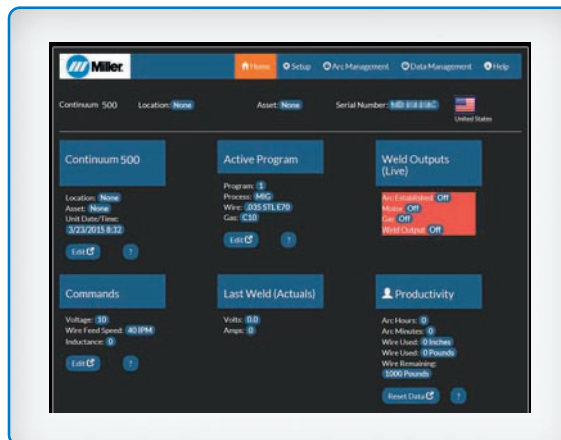 Miller.
Home Setup Arc Management Data Management Help
Continuum 500 Location: None Asset: None Serial Number:
United States
Continuum 500
Location: None
Asset: None
Unit Date/Time:
3/23/2015 8:32
Edit ?
Active Program
Program: 1
Process: MIG
Wire: .035 STL E70
Gas: C10
Edit ?
Weld Outputs
(Live)
Arc Established: Off
Motor: Off
Gas: Off
Weld Output: Off
Commands
Voltage: 10
Wire Feed Speed: 40 IPM
Inductance: 0
Edit ?
Last Weld (Actuals)
Volts: 0.0
Amps: 0
Productivity
Arc Hours: 0
Arc Minutes: 0
Wire Used: 0 Inches
Wire Used: 0 Pounds
Wire Remaining:
1000 Pounds
Reset Data ?